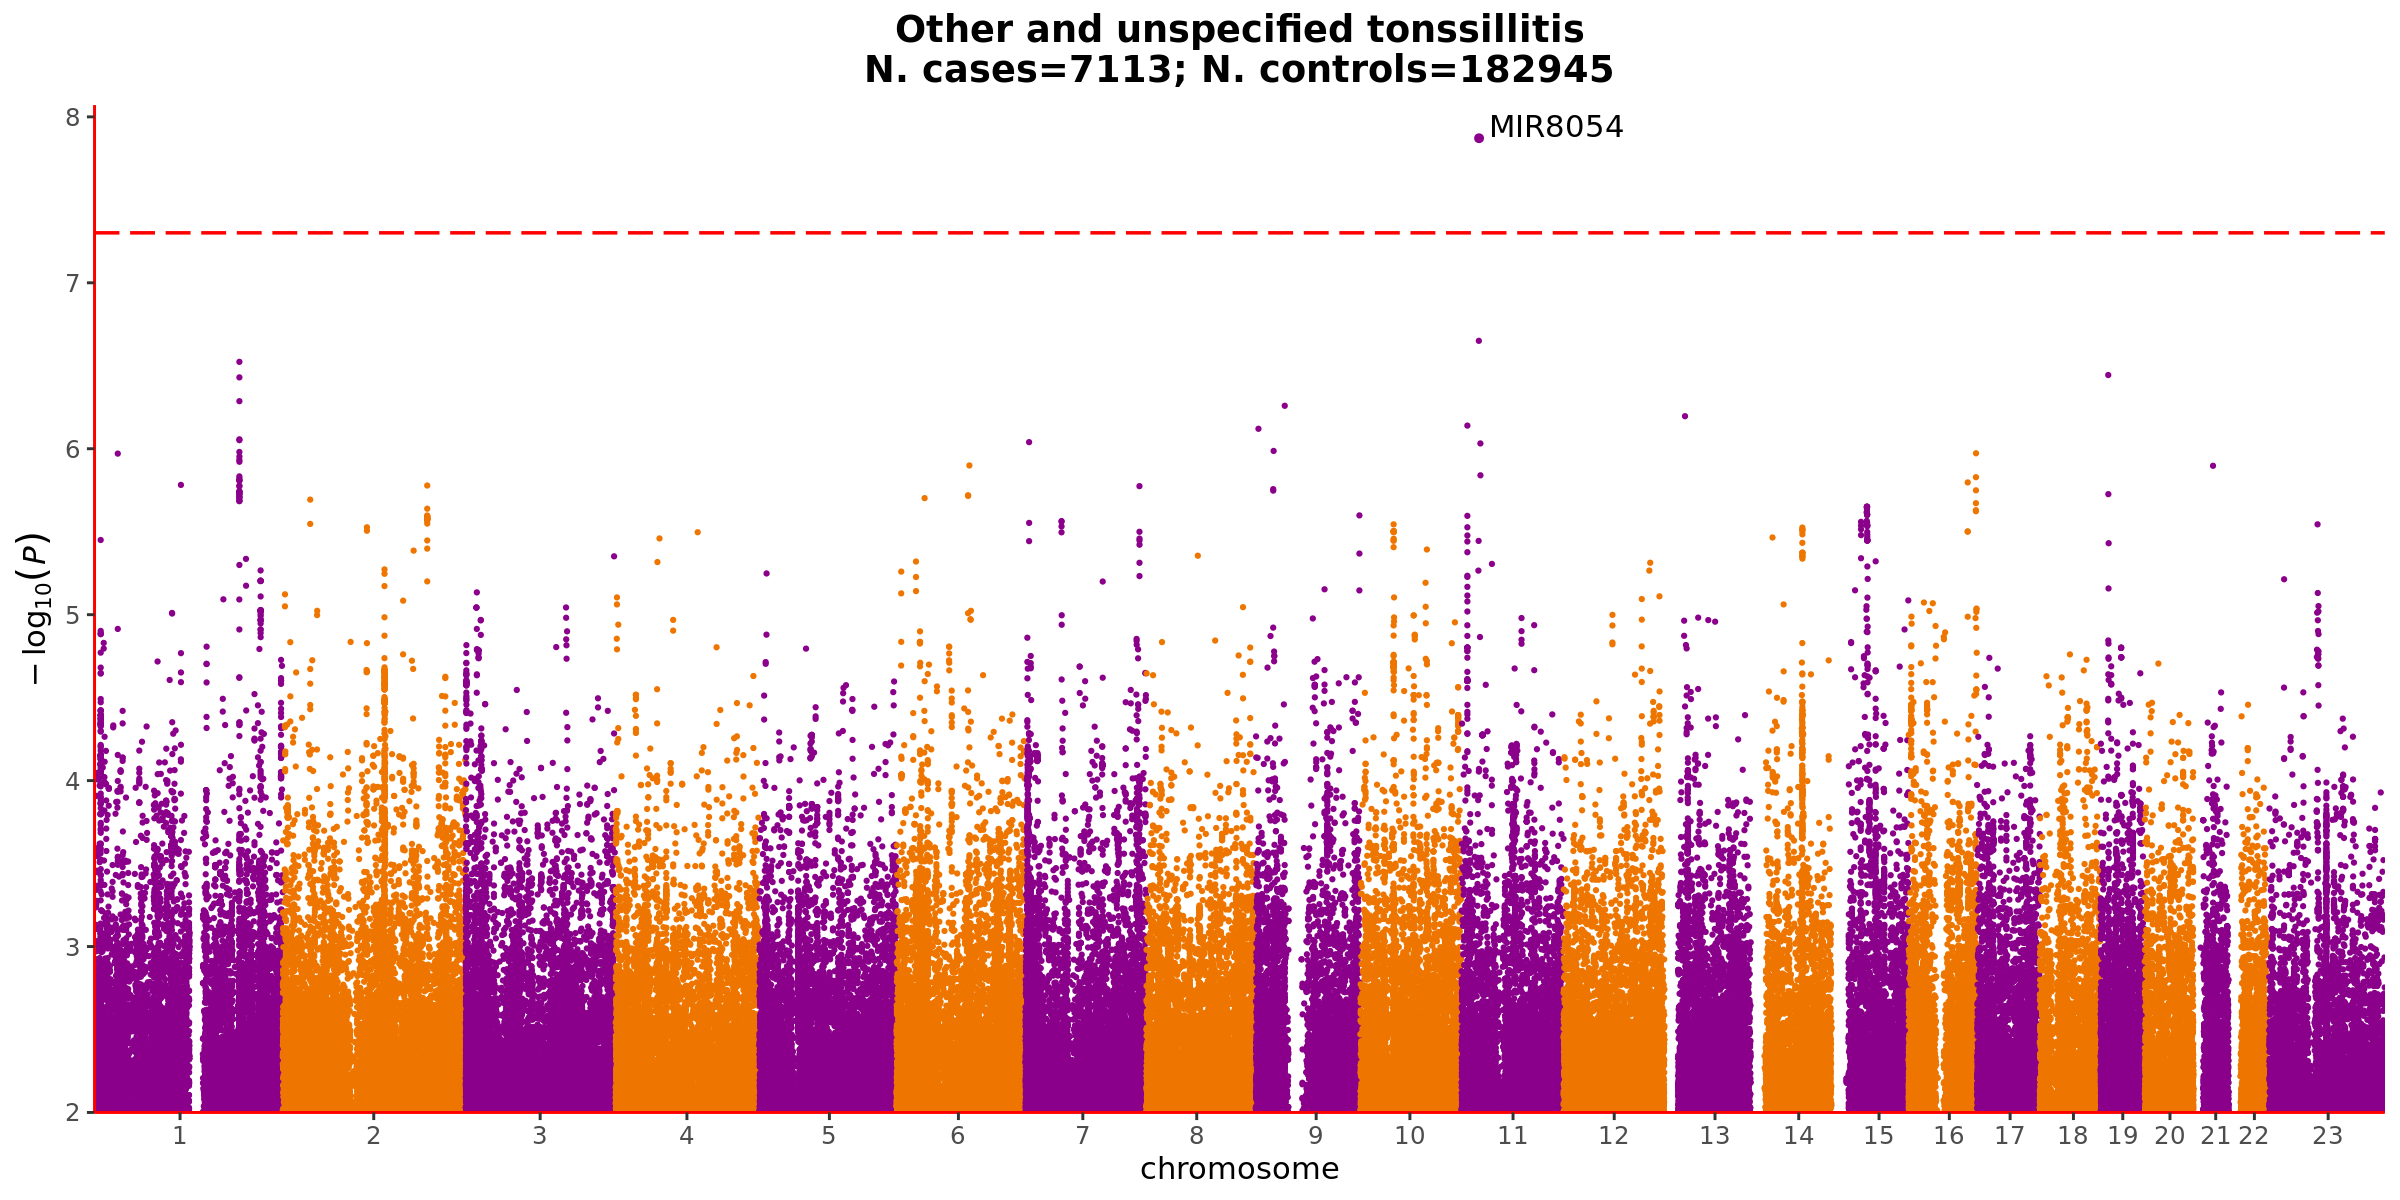 Other and unspecified tonssillitis
N. cases=7113; N. controls=182945
MIR8054
8
7
6
5
4
3
2
−log₁₀(P)
1 2 3 4 5 6 7 8 9 10 11 12 13 14 15 16 17 18 19 20 21 22 23
chromosome